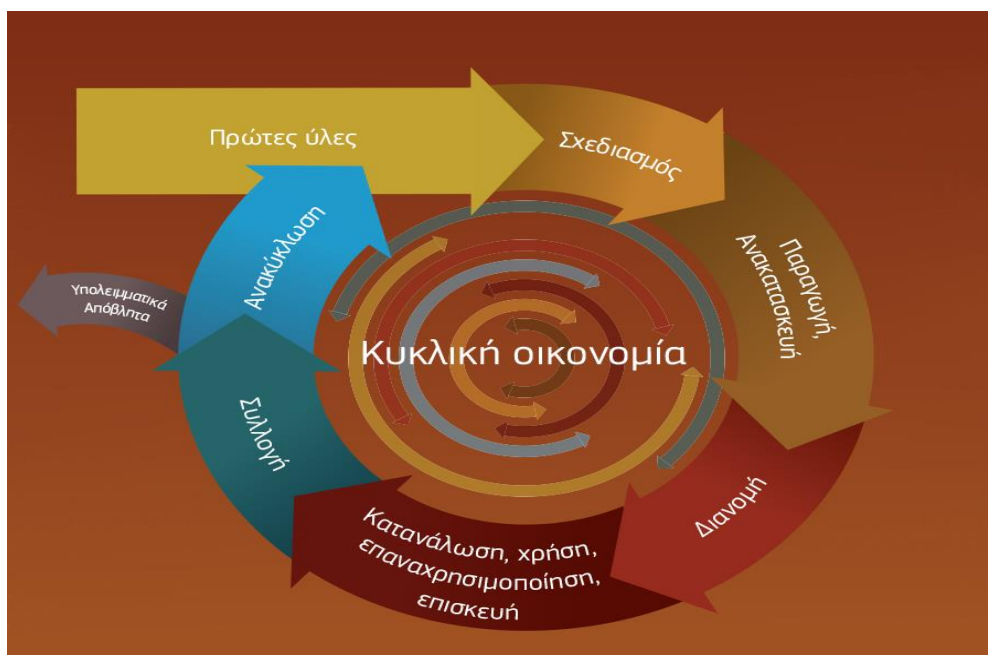 Πρώτες ύλες
Σχεδιασμός
Παραγωγή,
Ανακατασκευή
Διανομή
Κατανάλωση, χρήση,
επαναχρησιμοποίηση,
επισκευή
Συλλογή
Ανακύκλωση
Υπολειμματικά
Απόβλητα
Κυκλική οικονομία